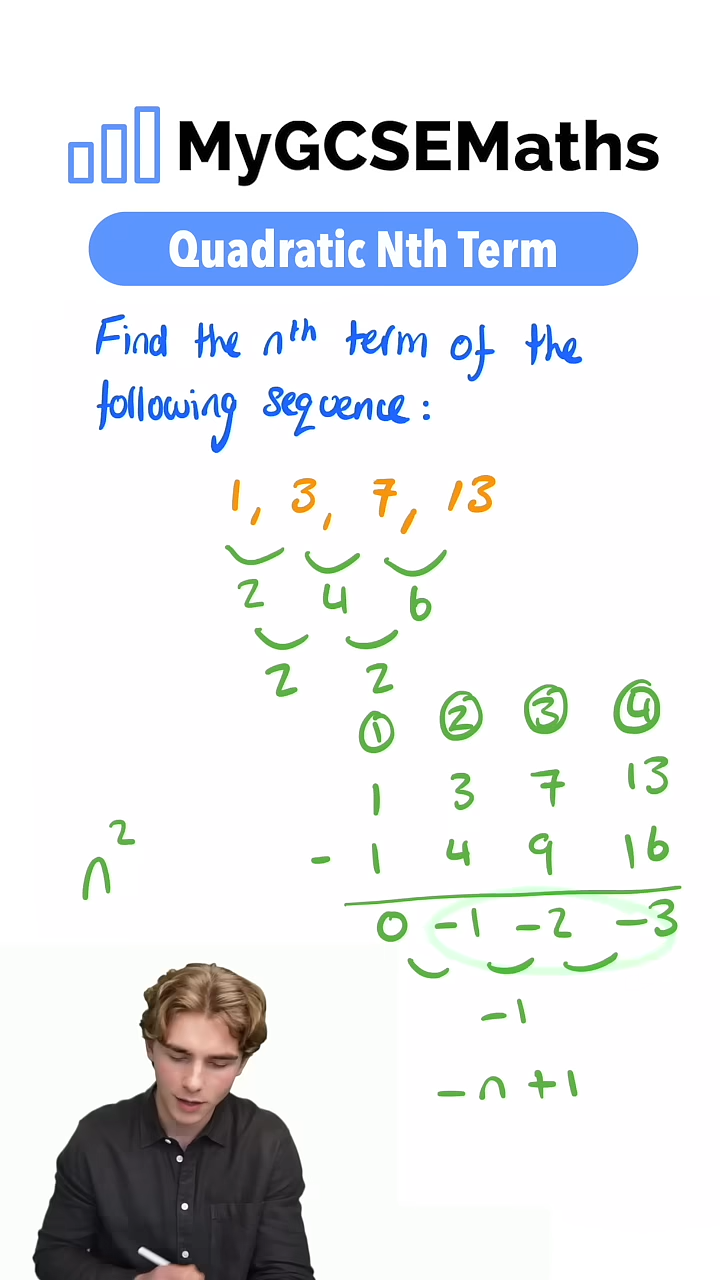 MyGCSEMaths
Quadratic Nth Term
Find the nth term of the
following sequence:
1, 3, 7, 13
2 4 6
2 2
① ② ③ ④
1 3 7 13
n² - 1 4 9 16
0 -1 -2 -3
-1
-n +1